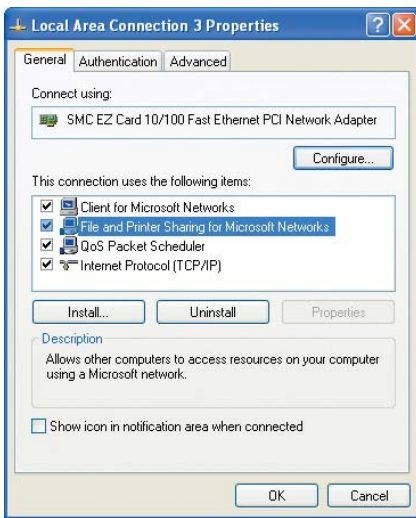 Local Area Connection 3 Properties
General
Authentication
Advanced
Connect using:
SMC EZ Card 10/100 Fast Ethernet PCI Network Adapter
Configure...
This connection uses the following items:
Client for Microsoft Networks
File and Printer Sharing for Microsoft Networks
QoS Packet Scheduler
Internet Protocol (TCP/IP)
Install...
Uninstall
Properties
Description
Allows other computers to access resources on your computer
using a Microsoft network.
Show icon in notification area when connected
OK
Cancel